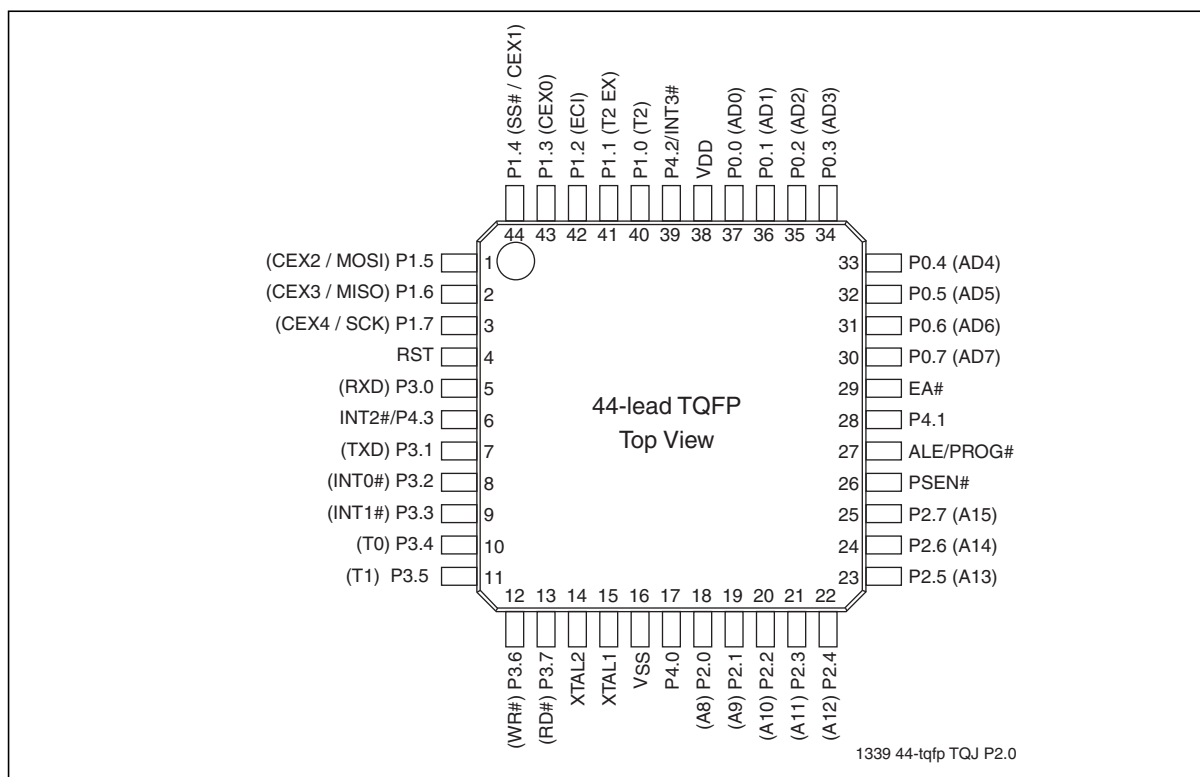 P1.4 (SS# / CEX1)
P1.3 (CEX0)
P1.2 (ECI)
P1.1 (T2 EX)
P1.0 (T2)
P4.2/INT3#
VDD
P0.0 (AD0)
P0.1 (AD1)
P0.2 (AD2)
P0.3 (AD3)
44 43 42 41 40 39 38 37 36 35 34
(CEX2 / MOSI) P1.5 1
(CEX3 / MISO) P1.6 2
(CEX4 / SCK) P1.7 3
RST 4
(RXD) P3.0 5
INT2#/P4.3 6
(TXD) P3.1 7
(INT0#) P3.2 8
(INT1#) P3.3 9
(T0) P3.4 10
(T1) P3.5 11
44-lead TQFP
Top View
33 P0.4 (AD4)
32 P0.5 (AD5)
31 P0.6 (AD6)
30 P0.7 (AD7)
29 EA#
28 P4.1
27 ALE/PROG#
26 PSEN#
25 P2.7 (A15)
24 P2.6 (A14)
23 P2.5 (A13)
12 13 14 15 16 17 18 19 20 21 22
(WR#) P3.6
(RD#) P3.7
XTAL2
XTAL1
VSS
P4.0
(A8) P2.0
(A9) P2.1
(A10) P2.2
(A11) P2.3
(A12) P2.4
1339 44-tqfp TQJ P2.0